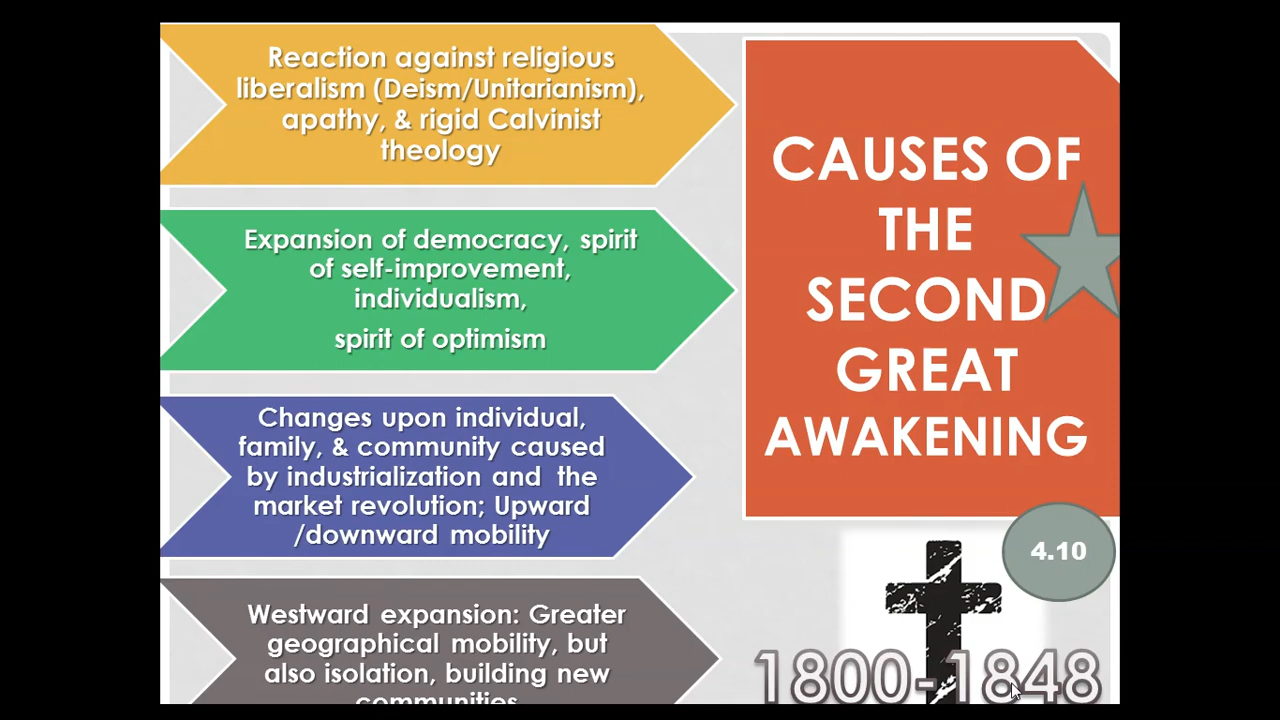 Reaction against religious
liberalism (Deism/Unitarianism),
apathy, & rigid Calvinist
theology
Expansion of democracy, spirit
of self-improvement,
individualism,
spirit of optimism
Changes upon individual,
family, & community caused
by industrialization and the
market revolution; Upward
/downward mobility
Westward expansion: Greater
geographical mobility, but
also isolation, building new
communities
CAUSES OF
THE
SECOND
GREAT
AWAKENING
4.10
1800-1848